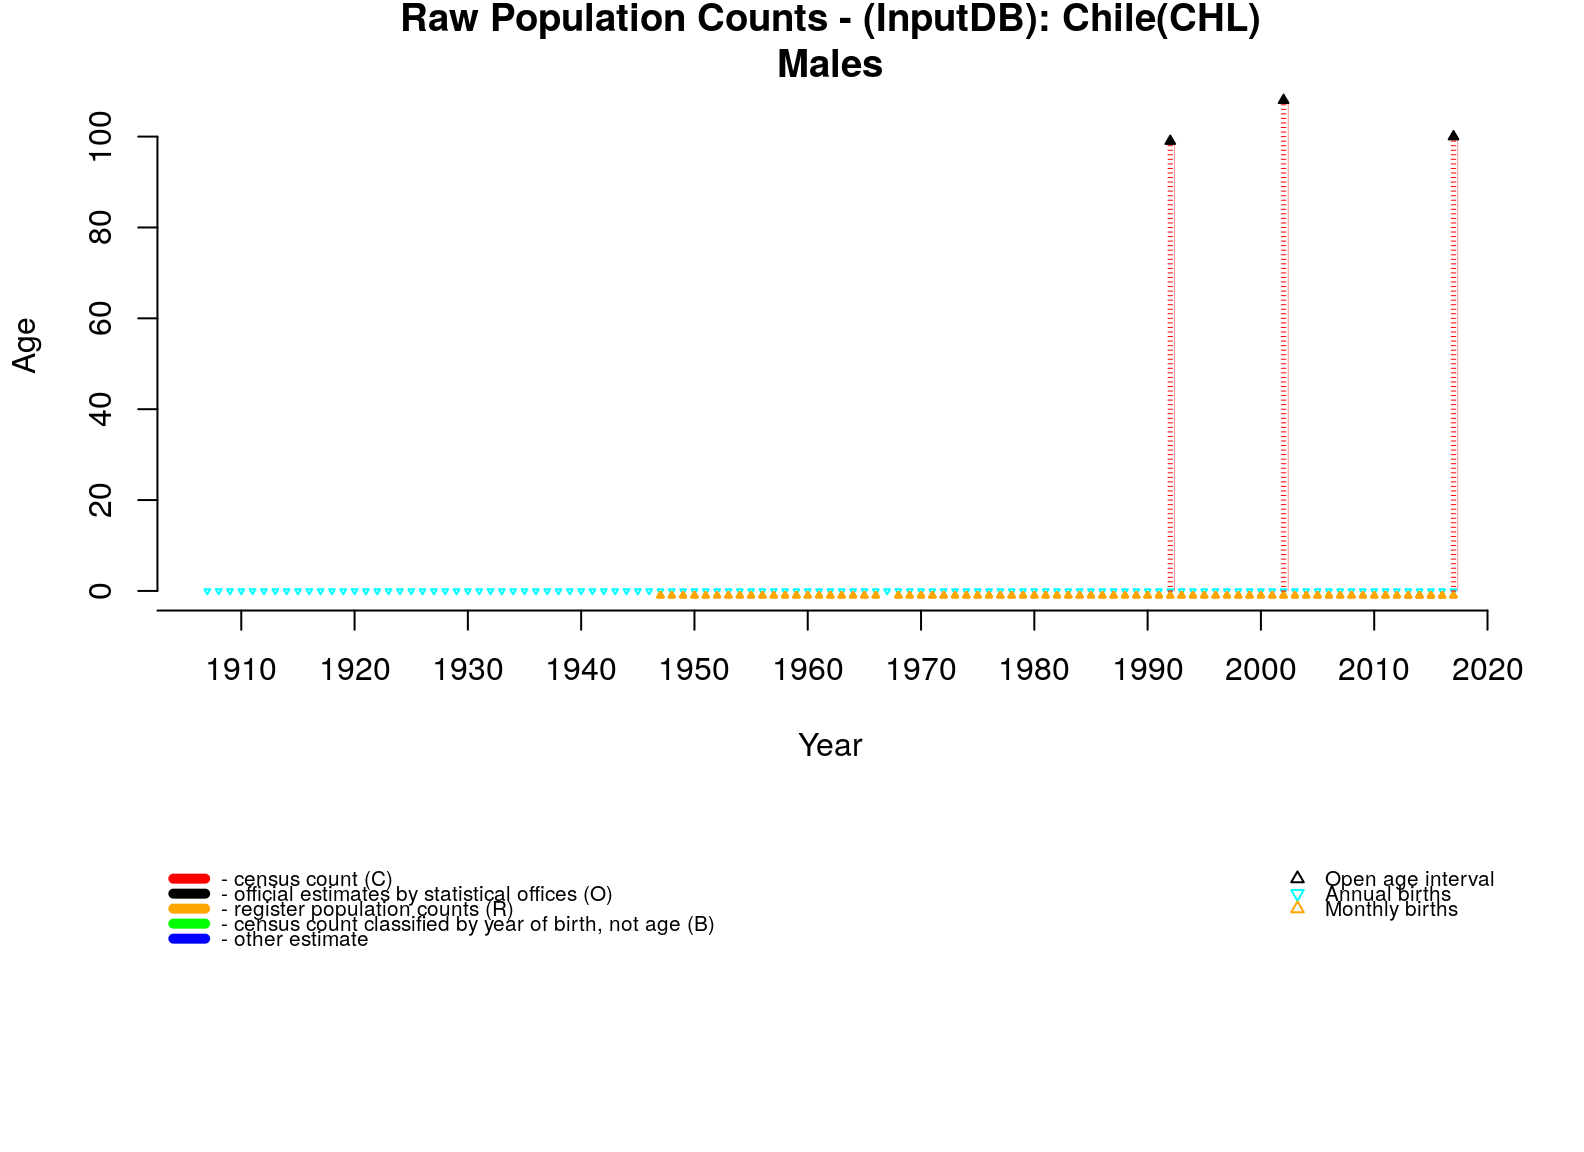 Raw Population Counts - (InputDB): Chile(CHL)
Males
Age
100
80
60
40
20
0
1910 1920 1930 1940 1950 1960 1970 1980 1990 2000 2010 2020
Year
- census count (C)
- official estimates by statistical offices (O)
- register population counts (R)
- census count classified by year of birth, not age (B)
- other estimate
Open age interval
Annual births
Monthly births